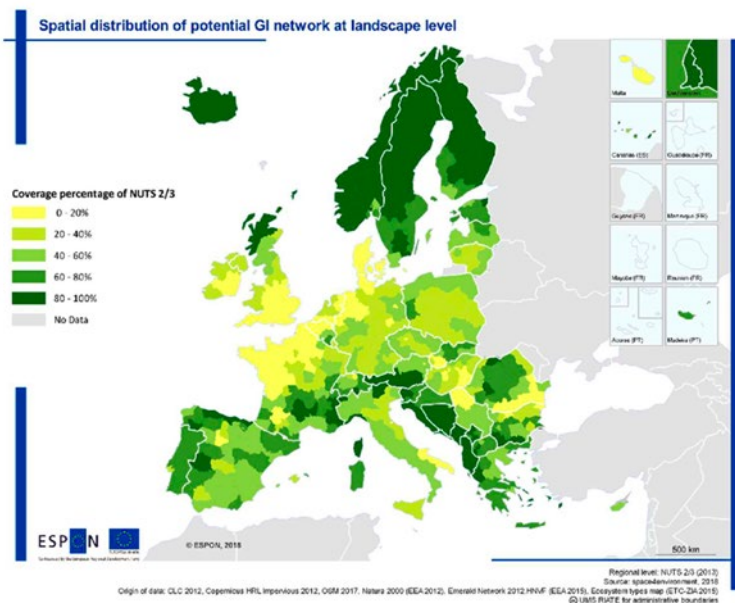 Spatial distribution of potential GI network at landscape level
Malta
Liechtenstein
Canarias (ES)
Guadeloupe (FR)
Guyane (FR)
Martinique (FR)
Mayotte (FR)
Reunion (FR)
Acores (PT)
Madeira (PT)
Coverage percentage of NUTS 2/3
0 - 20%
20 - 40%
40 - 60%
60 - 80%
80 - 100%
No Data
ESPON
© ESPON, 2018
500 km
Regional level: NUTS-2/3 (2013)
Source: space4environment, 2018
Origin of data: CLC 2012, Copernicus HRL Impervious 2012, OSM 2017, Natura 2000 (EEA 2012), Emerald Network 2012, HNVF (EEA 2015), Ecosystem types map (ETC-ZIA 2015)
© UMS RIATE for administrative boundaries